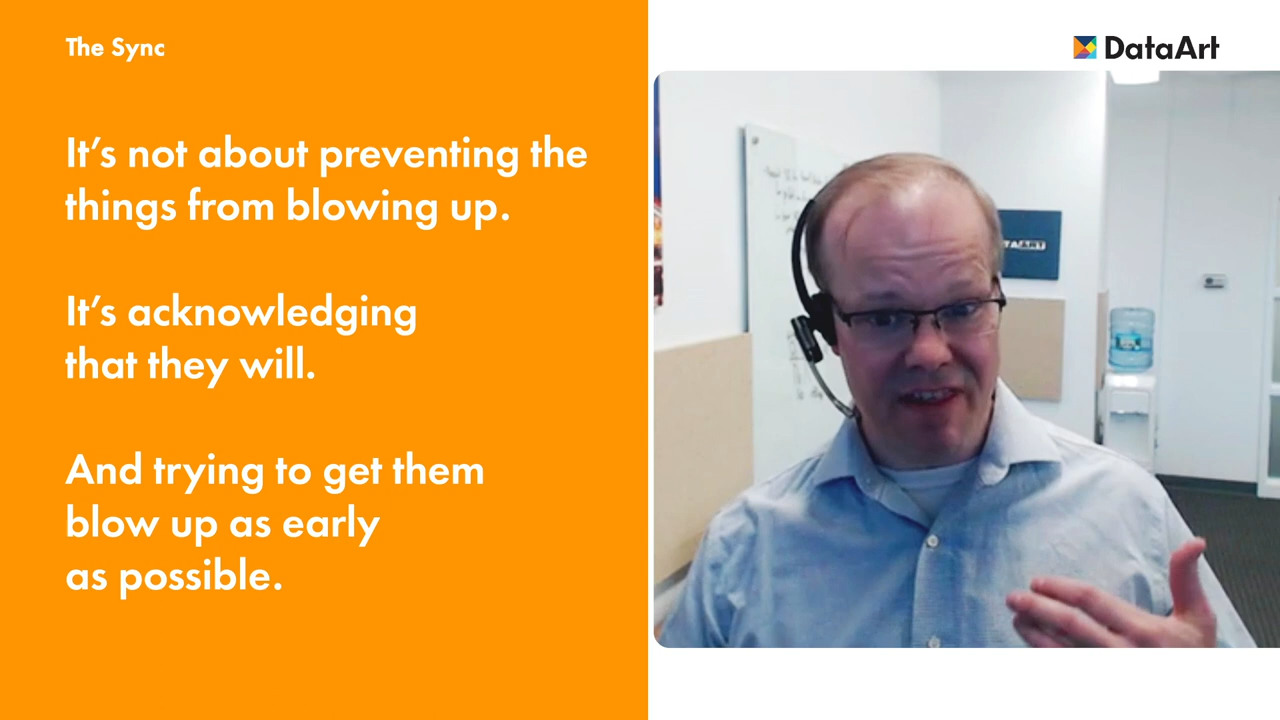 The Sync
DataArt
It’s not about preventing the
things from blowing up.
It’s acknowledging
that they will.
And trying to get them
blow up as early
as possible.